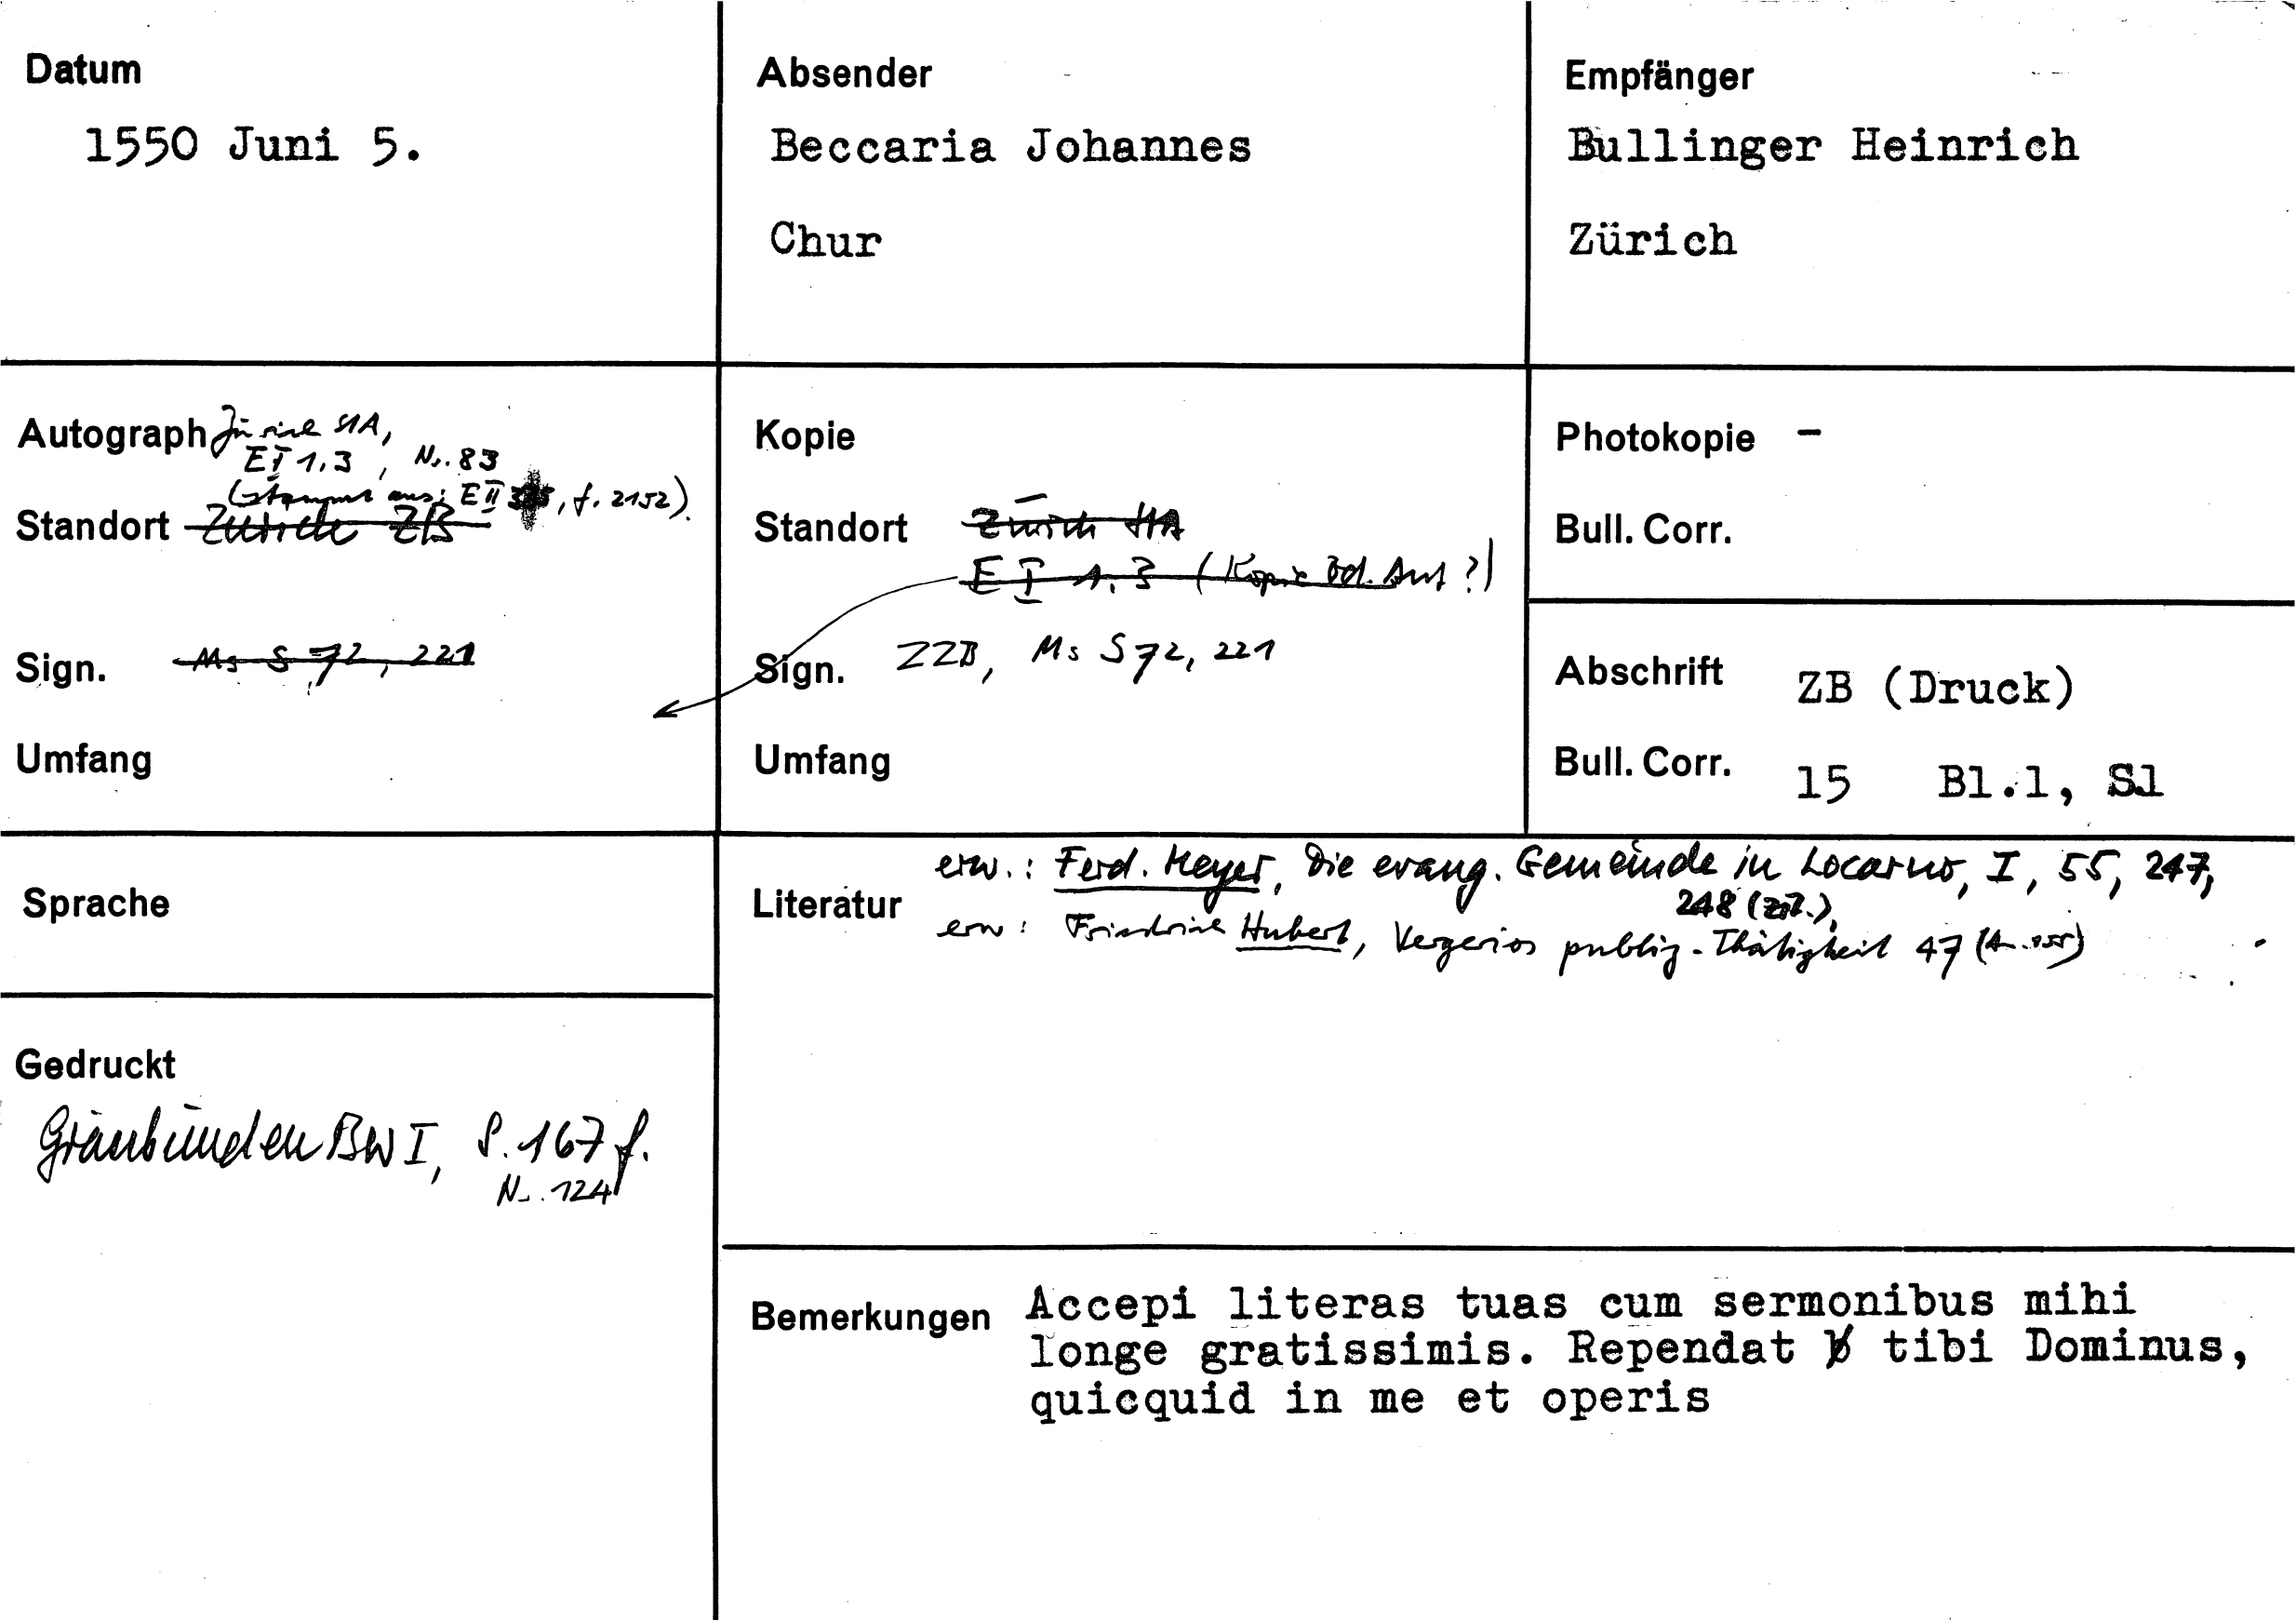 Datum
1550 Juni 5.
Absender
Beccaria Johannes
Chur
Empfänger
Bullinger Heinrich
Zürich
Autograph Zürich StA,
E I 1.3, Nr. 83
(stammt aus: E II, f. 2152).
Standort Zürich ZB
Sign. Ms S 72, 221
Umfang
Kopie
Standort Zürich StA
E I 1.3 (Kopie od. Aut?)
Sign. ZZB, Ms S 72, 221
Umfang
Photokopie -
Bull. Corr.
Abschrift ZB (Druck)
Bull. Corr. 15 Bl.1, S1
Sprache
Gedruckt
Graubünden BW I, S. 167 f.
Nr. 124
Literatur erw.: Ferd. Meyer, Die evang. Gemeinde in Locarno, I, 55, 247,
248 (zit.),
erw: Friedrich Hubert, Vergerios publiz. Thätigkeit 47
Bemerkungen Accepi literas tuas cum sermonibus mihi
longe gratissimis. Rependat tibi Dominus,
quicquid in me et operis